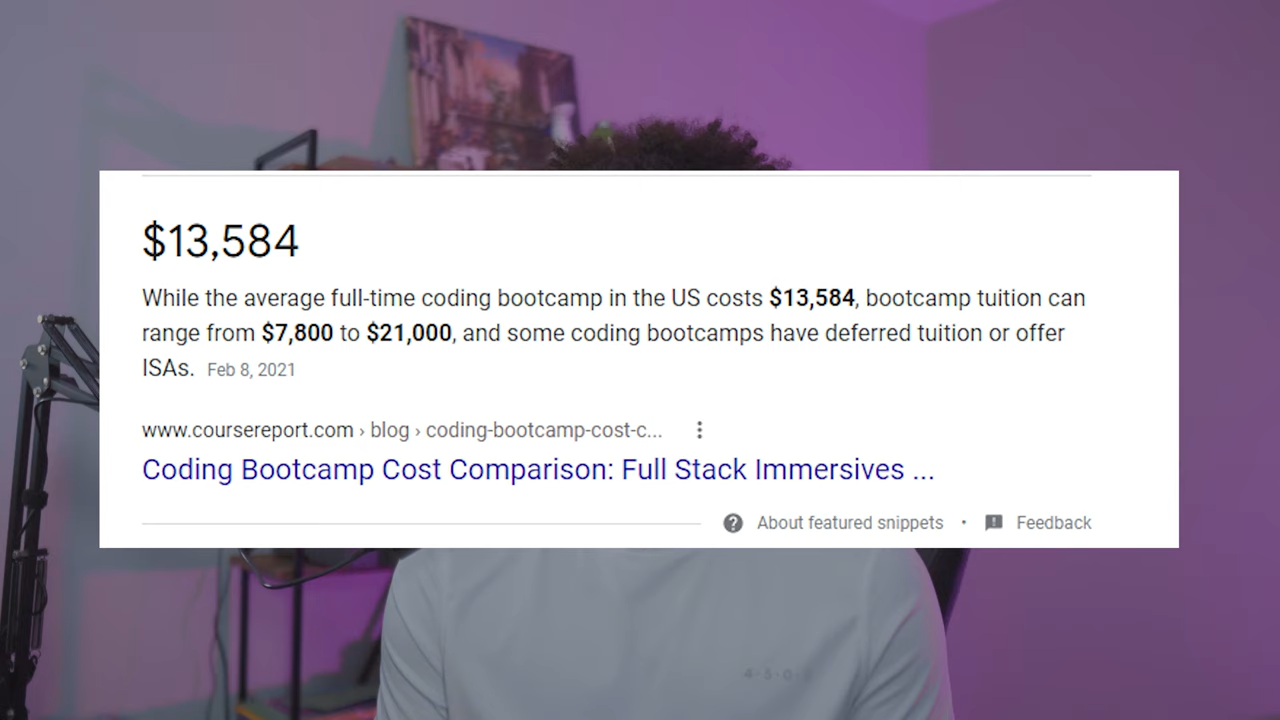 $13,584
While the average full-time coding bootcamp in the US costs $13,584, bootcamp tuition can
range from $7,800 to $21,000, and some coding bootcamps have deferred tuition or offer
ISAs. Feb 8, 2021
www.coursereport.com › blog › coding-bootcamp-cost-c...
Coding Bootcamp Cost Comparison: Full Stack Immersives ...
About featured snippets • Feedback